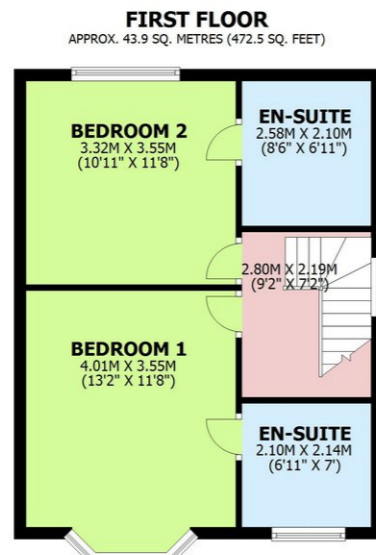 FIRST FLOOR
APPROX. 43.9 SQ. METRES (472.5 SQ. FEET)
BEDROOM 2
3.32M X 3.55M
(10'11" X 11'8")
EN-SUITE
2.58M X 2.10M
(8'6" X 6'11")
2.80M X 2.19M
(9'2" X 7'2")
BEDROOM 1
4.01M X 3.55M
(13'2" X 11'8")
EN-SUITE
2.10M X 2.14M
(6'11" X 7')